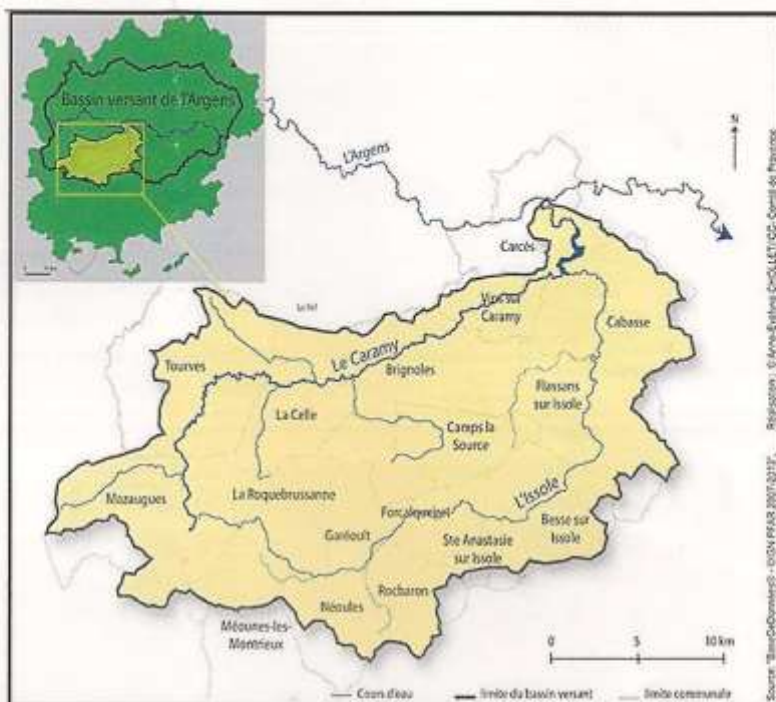 Bassin versant de l'Argens
L'Argens
N
Carcès
Le Val
Vins sur
Caramy
Cabasse
Tourves
Le Caramy
Brignoles
Flassans
sur Issole
La Celle
Camps la
Source
Mazaugues
La Roquebrussanne
L'Issole
Forcalqueiret
Garéoult
Besse sur
Issole
Ste Anastasie
sur Issole
Rocbaron
Néoules
Méounes-les-
Montrieux
0 5 10 km
Cours d'eau limite du bassin versant limite communale